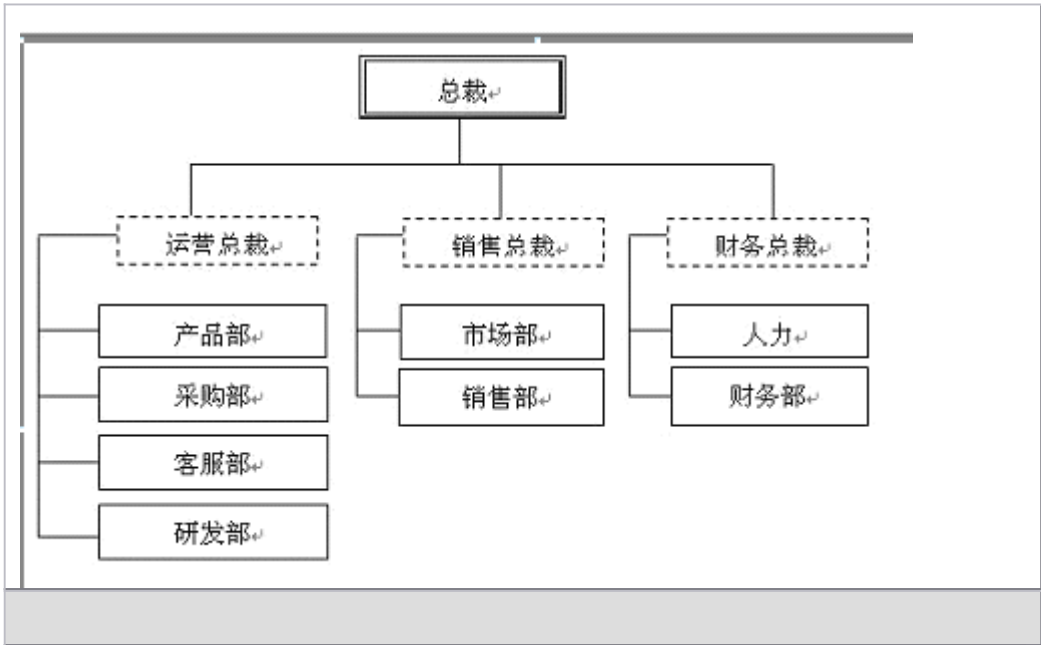 总裁
运营总裁
销售总裁
财务总裁
产品部
市场部
人力
采购部
销售部
财务部
客服部
研发部